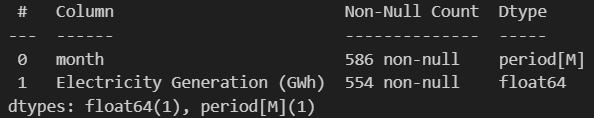 #   Column                       Non-Null Count  Dtype
---  ------                       --------------  -----
 0   month                        586 non-null    period[M]
 1   Electricity Generation (GWh)  554 non-null    float64
dtypes: float64(1), period[M](1)